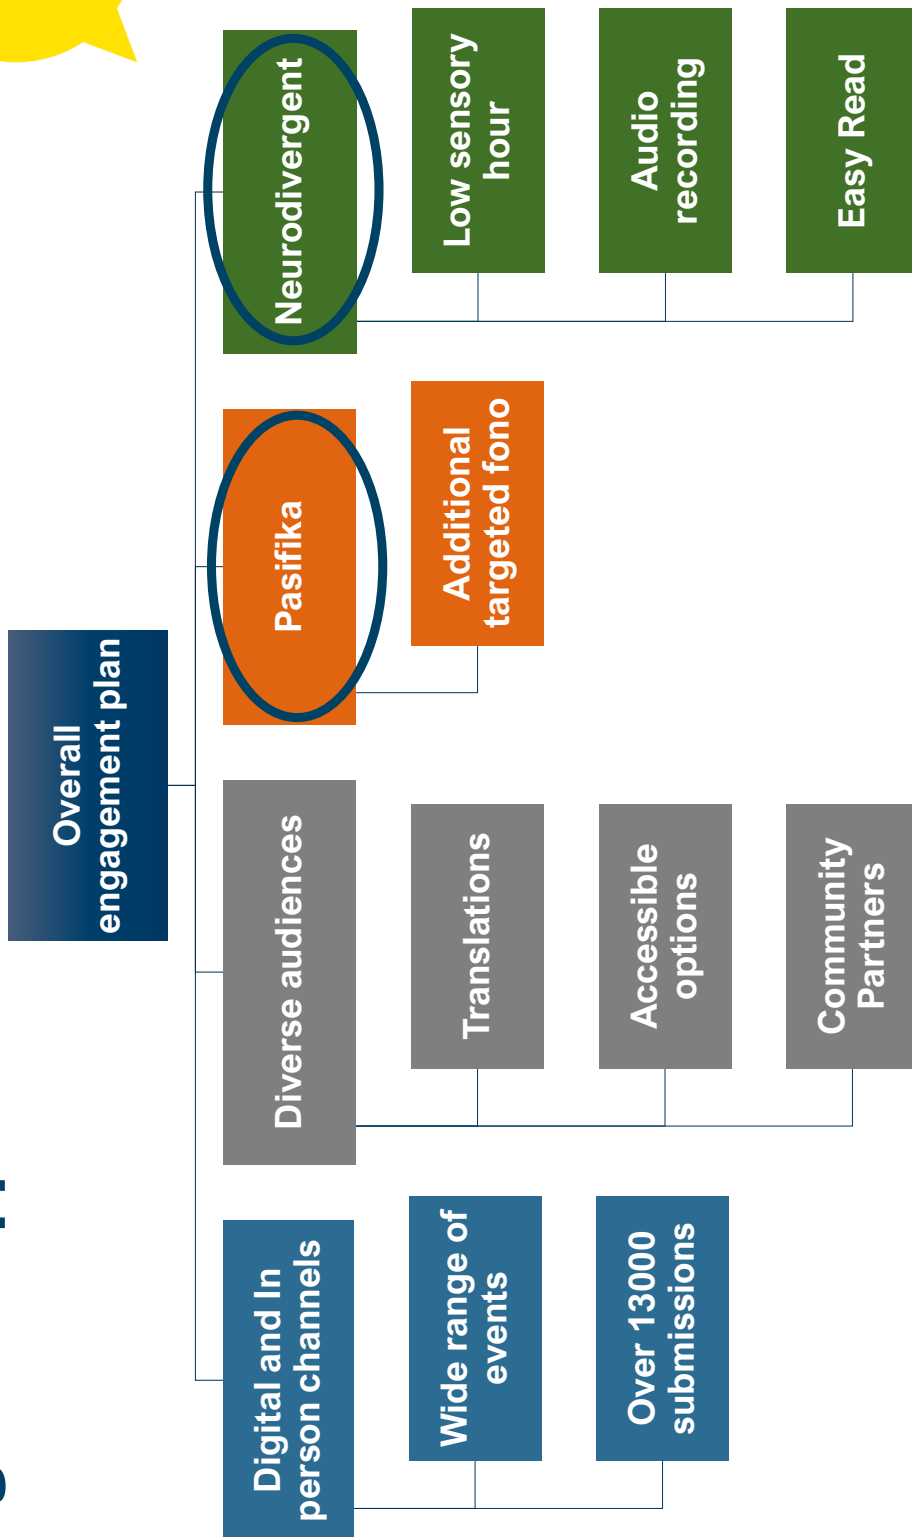 Overall
engagement plan
Digital and In
person channels
Wide range of
events
Over 13000
submissions
Diverse audiences
Translations
Accessible
options
Community
Partners
Pasifika
Additional
targeted fono
Neurodivergent
Low sensory
hour
Audio
recording
Easy Read